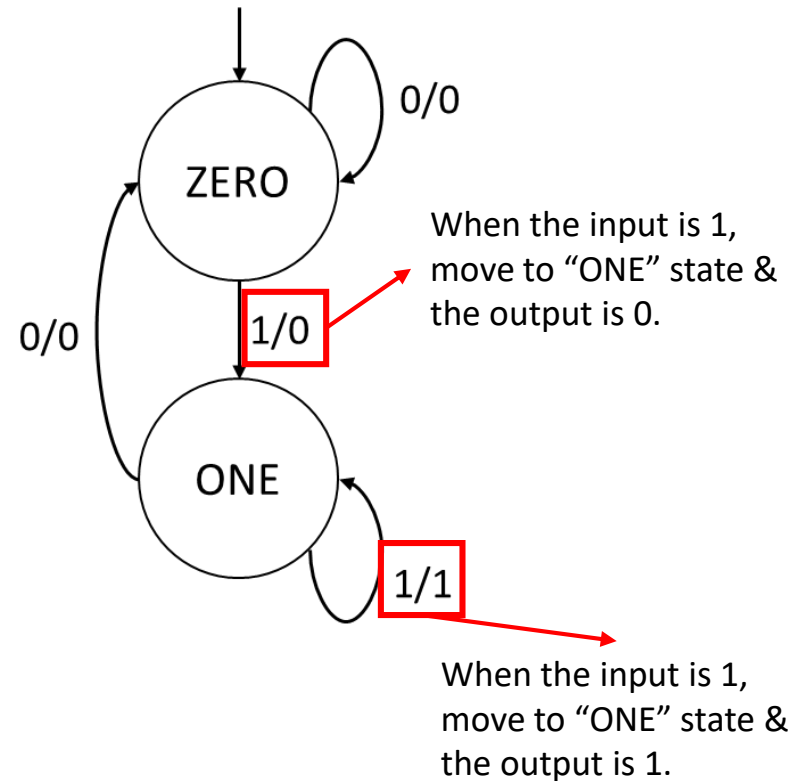 0/0
ZERO
When the input is 1,
move to “ONE” state &
the output is 0.
0/0
1/0
ONE
1/1
When the input is 1,
move to “ONE” state &
the output is 1.